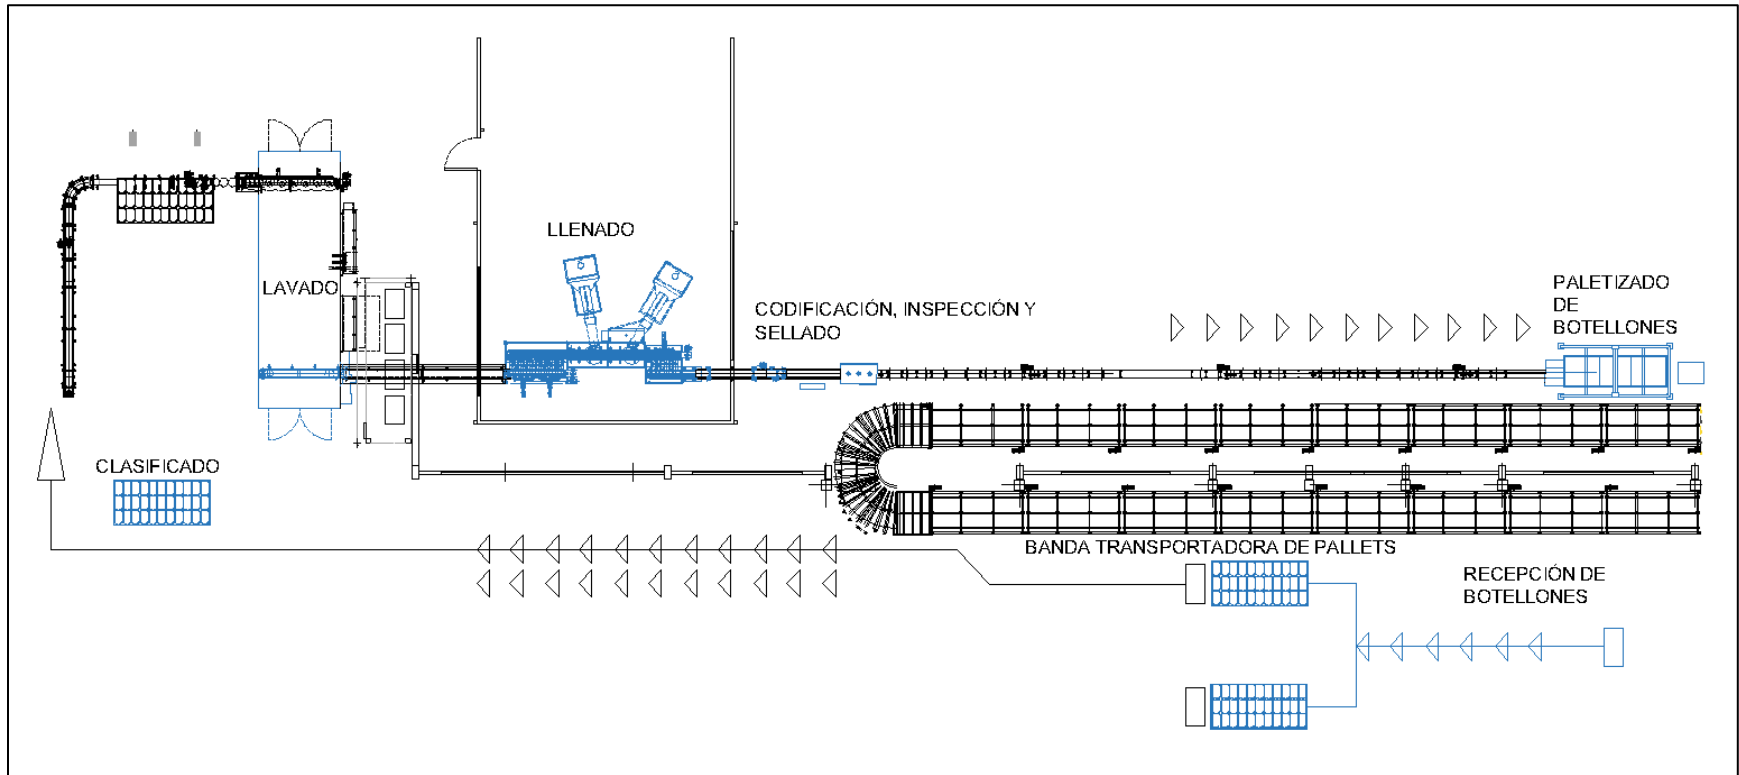 LLENADO
LAVADO
CODIFICACIÓN, INSPECCIÓN Y
SELLADO
PALETIZADO
DE
BOTELLONES
CLASIFICADO
BANDA TRANSPORTADORA DE PALLETS
RECEPCIÓN DE
BOTELLONES